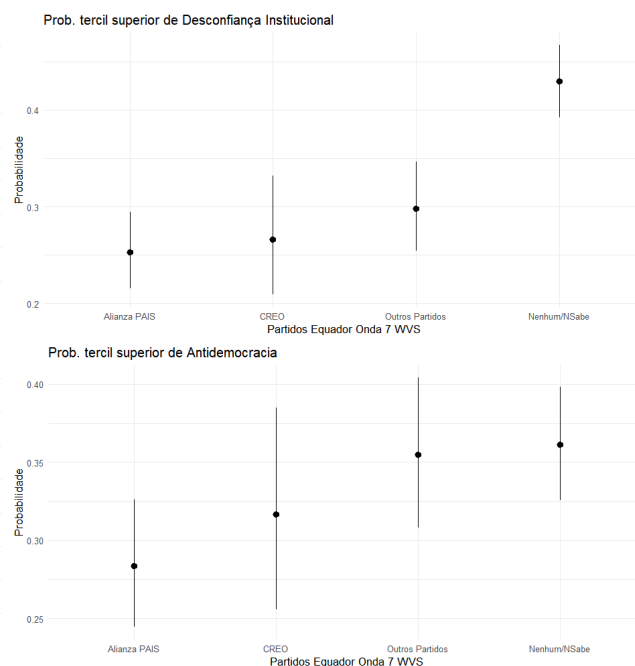 Prob. tercil superior de Desconfiança Institucional
Probabilidade
0.4
0.3
0.2
Alianza PAIS CREO Outros Partidos Nenhum/NSabe
Partidos Equador Onda 7 WVS
Prob. tercil superior de Antidemocracia
Probabilidade
0.40
0.35
0.30
0.25
Alianza PAIS CREO Outros Partidos Nenhum/NSabe
Partidos Equador Onda 7 WVS